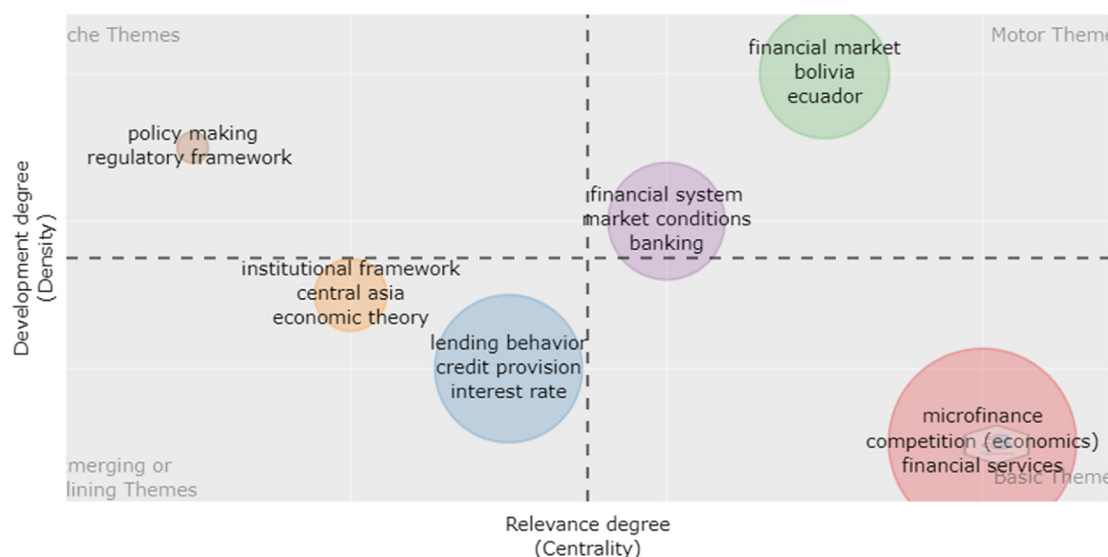 che Themes
Motor Theme
financial market
bolivia
ecuador
policy making
regulatory framework
financial system
market conditions
banking
institutional framework
central asia
economic theory
lending behavior
credit provision
interest rate
microfinance
competition (economics)
financial services
Basic Theme
merging or
lining Themes
Development degree
(Density)
Relevance degree
(Centrality)